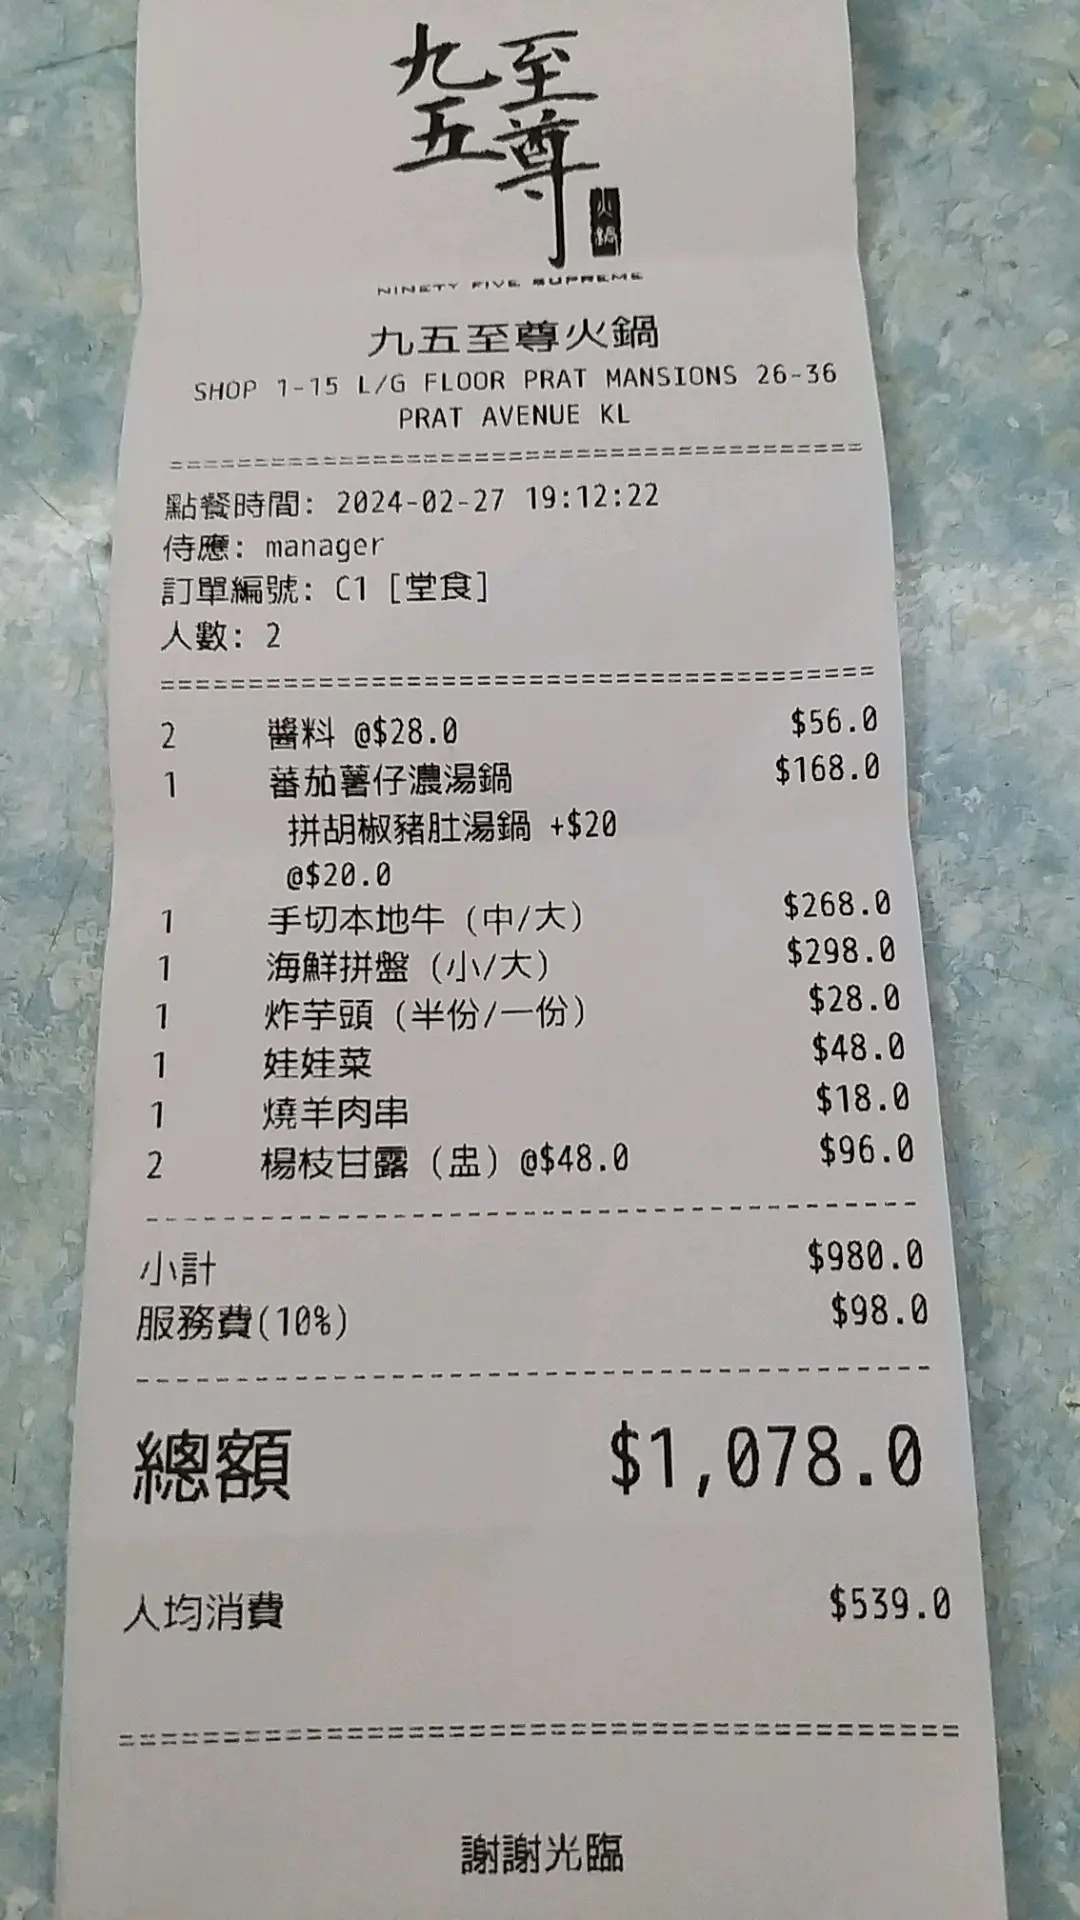 九五至尊
火鍋
NINETY FIVE SUPREME
九五至尊火鍋
SHOP 1-15 L/G FLOOR PRAT MANSIONS 26-36
PRAT AVENUE KL
========================================
點餐時間: 2024-02-27 19:12:22
侍應: manager
訂單編號: C1 [堂食]
人數: 2
========================================
2 醬料 @$28.0 $56.0
1 蕃茄薯仔濃湯鍋 $168.0
拼胡椒豬肚湯鍋 +$20
@$20.0
1 手切本地牛 (中/大) $268.0
1 海鮮拼盤 (小/大) $298.0
1 炸芋頭 (半份/一份) $28.0
1 娃娃菜 $48.0
1 燒羊肉串 $18.0
2 楊枝甘露 (盅) @$48.0 $96.0
----------------------------------------
小計 $980.0
服務費(10%) $98.0
----------------------------------------
總額 $1,078.0
人均消費 $539.0
========================================
謝謝光臨